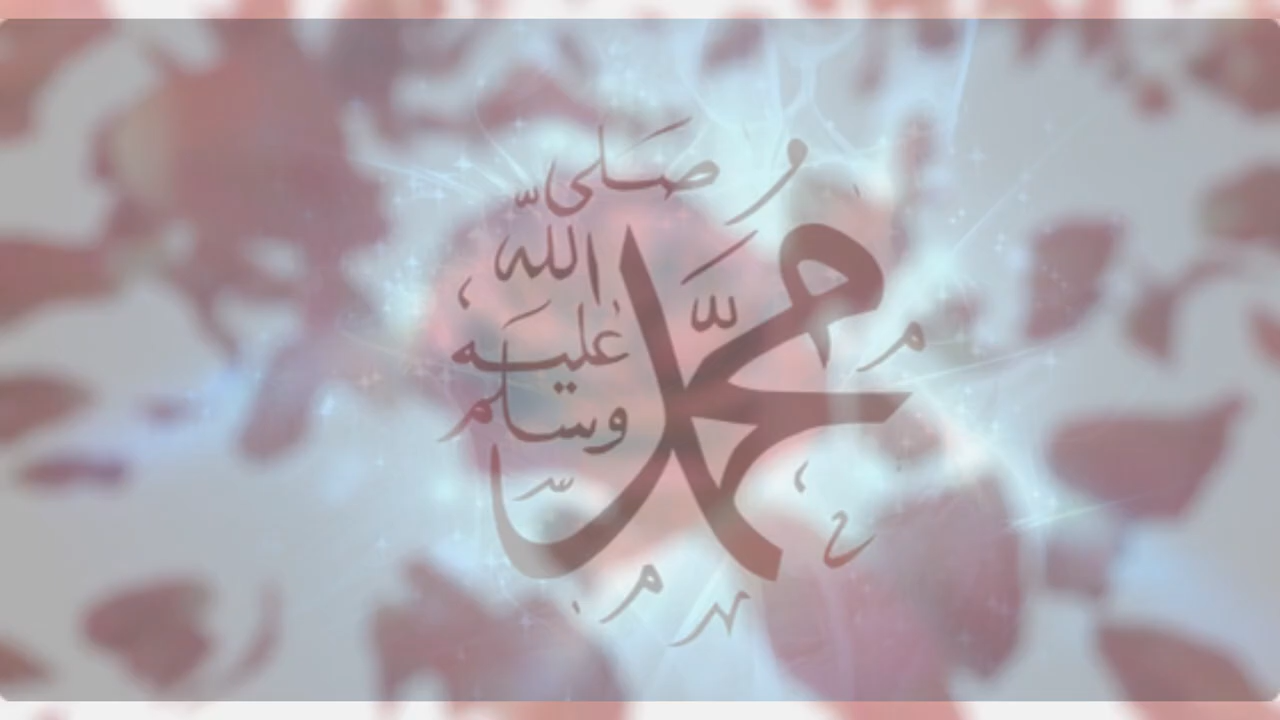 محمد
صلى
الله
عليه
وسلم